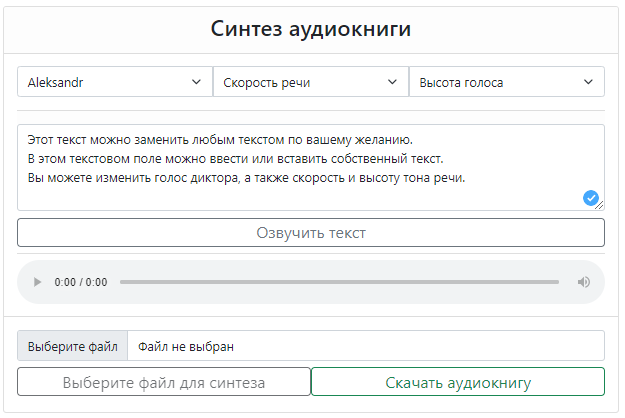 Синтез аудиокниги
Aleksandr
Скорость речи
Высота голоса
Этот текст можно заменить любым текстом по вашему желанию.
В этом текстовом поле можно ввести или вставить собственный текст.
Вы можете изменить голос диктора, а также скорость и высоту тона речи.
Озвучить текст
0:00 / 0:00
Выберите файл
Файл не выбран
Выберите файл для синтеза
Скачать аудиокнигу